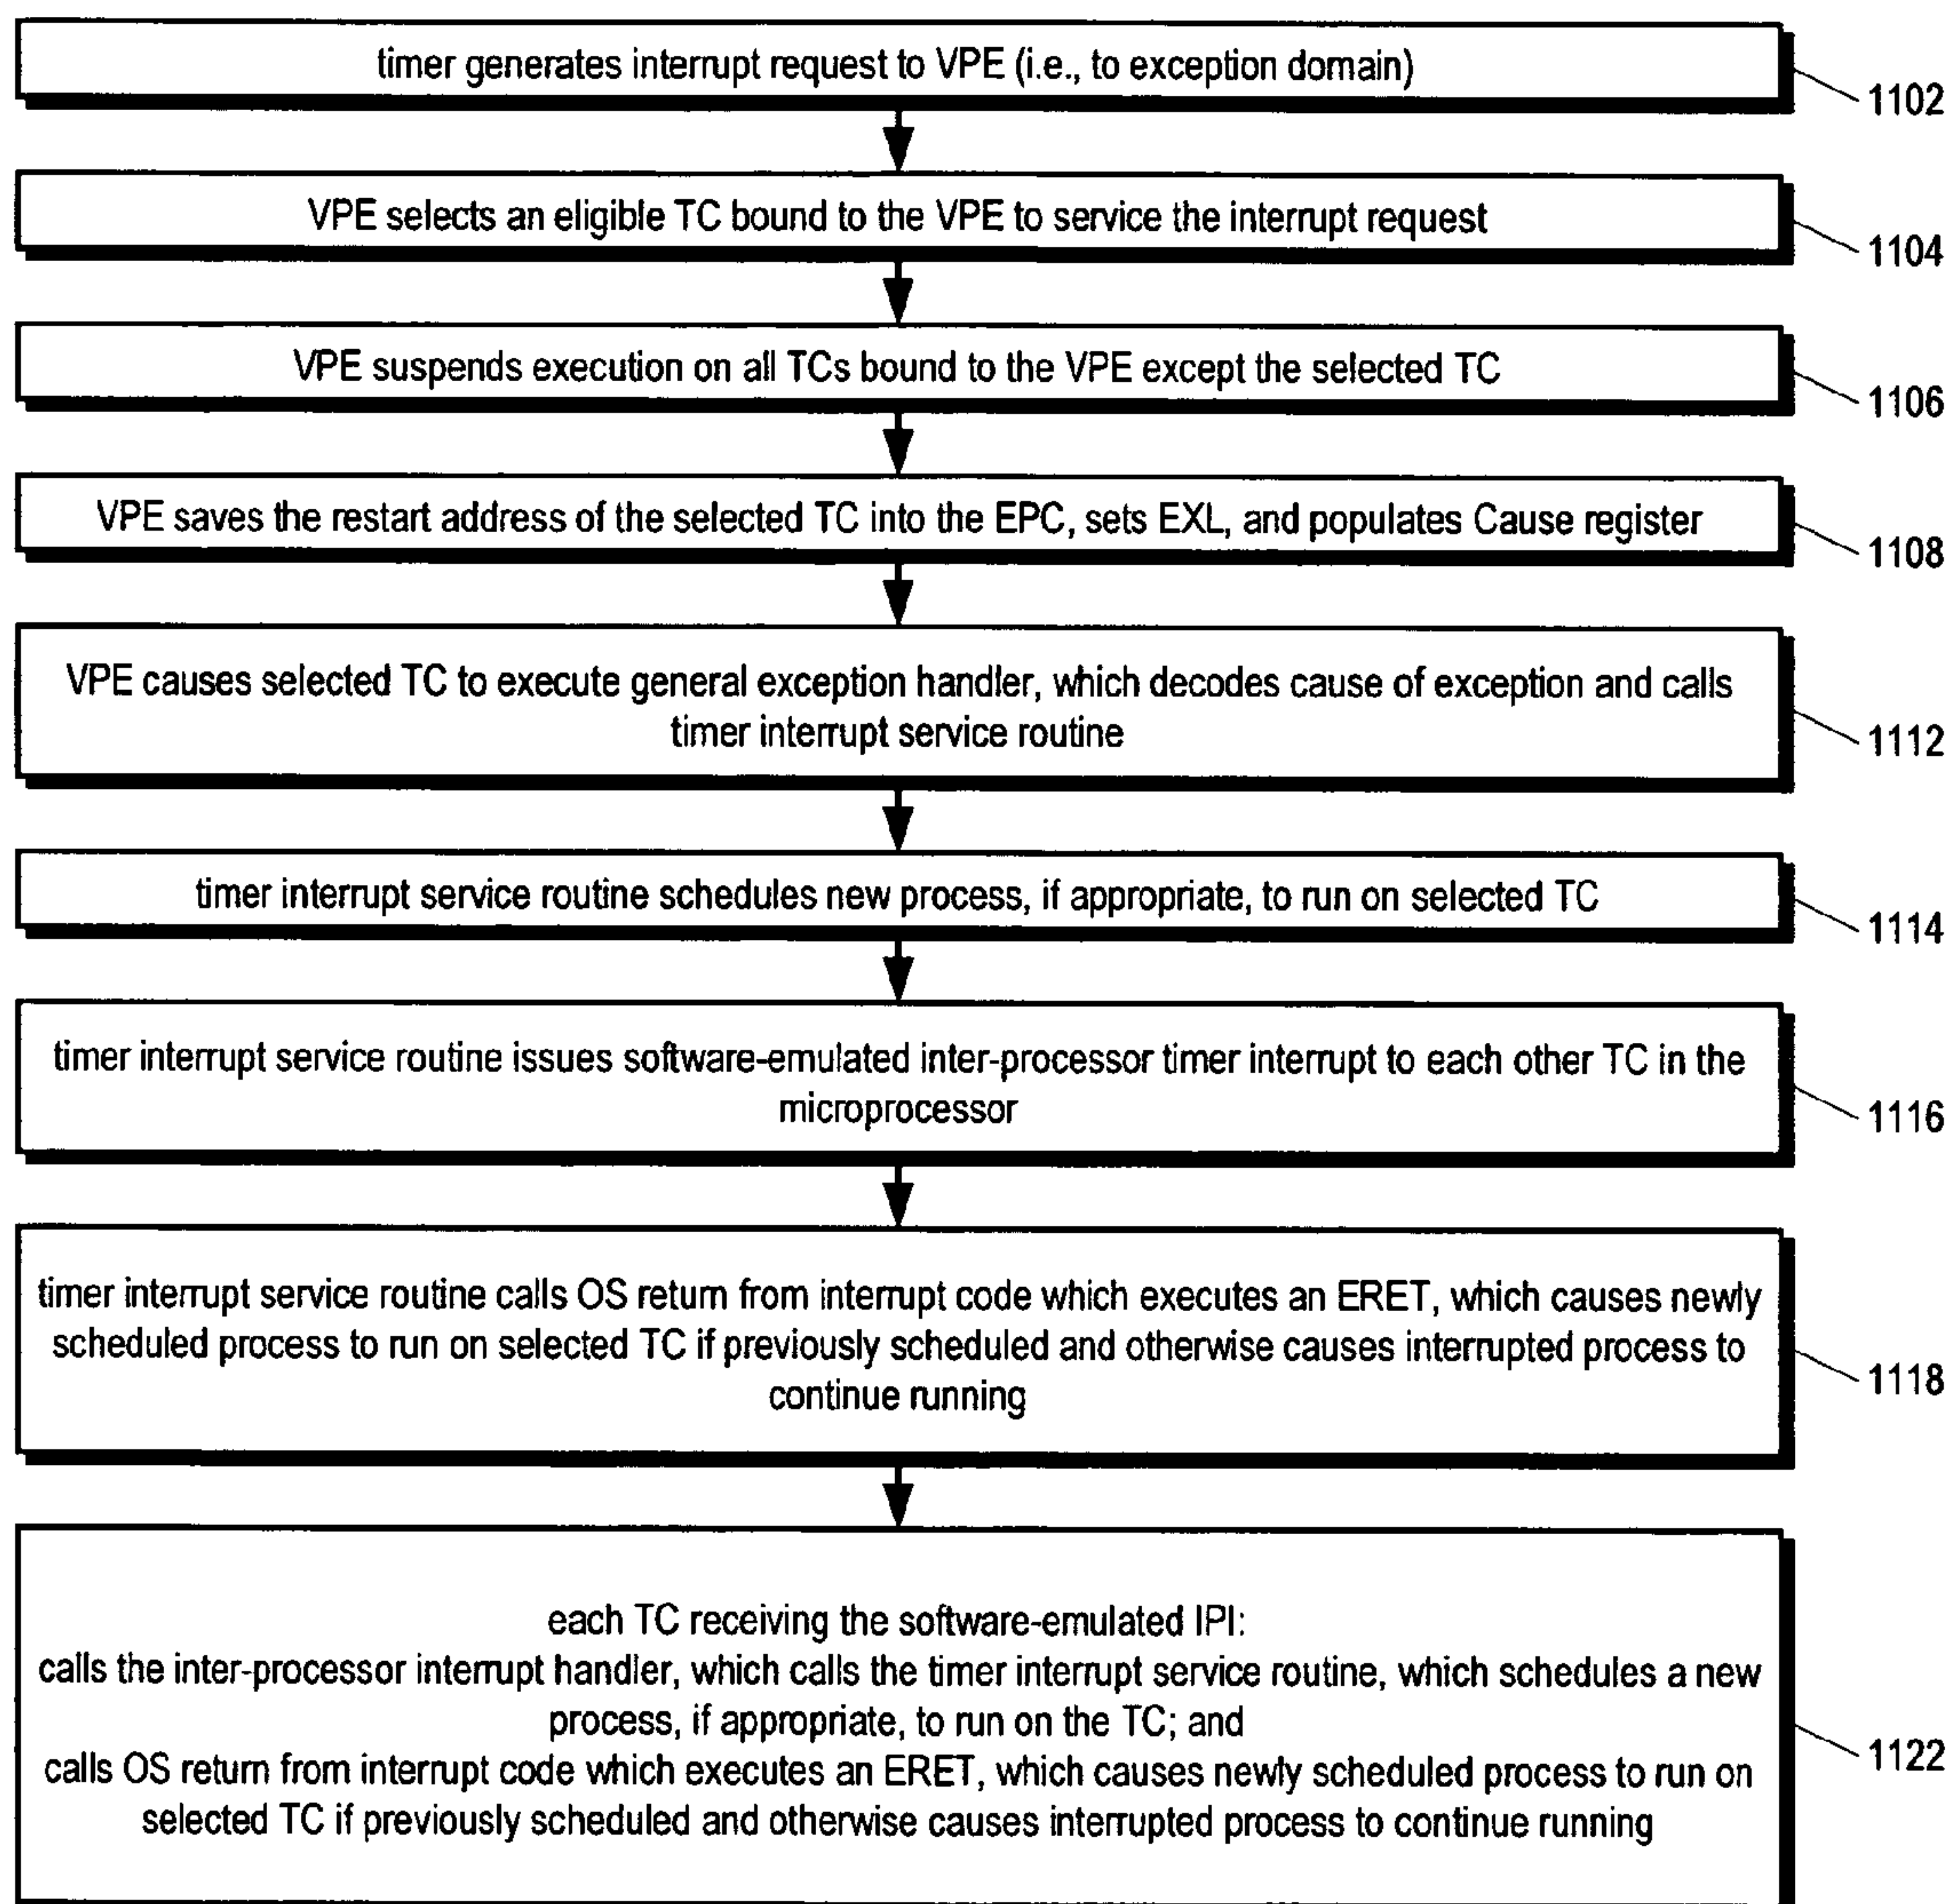 timer generates interrupt request to VPE (i.e., to exception domain)
1102
VPE selects an eligible TC bound to the VPE to service the interrupt request
1104
VPE suspends execution on all TCs bound to the VPE except the selected TC
1106
VPE saves the restart address of the selected TC into the EPC, sets EXL, and populates Cause register
1108
VPE causes selected TC to execute general exception handler, which decodes cause of exception and calls
timer interrupt service routine
1112
timer interrupt service routine schedules new process, if appropriate, to run on selected TC
1114
timer interrupt service routine issues software-emulated inter-processor timer interrupt to each other TC in the
microprocessor
1116
timer interrupt service routine calls OS return from interrupt code which executes an ERET, which causes newly
scheduled process to run on selected TC if previously scheduled and otherwise causes interrupted process to
continue running
1118
each TC receiving the software-emulated IPI:
calls the inter-processor interrupt handler, which calls the timer interrupt service routine, which schedules a new
process, if appropriate, to run on the TC; and
calls OS return from interrupt code which executes an ERET, which causes newly scheduled process to run on
selected TC if previously scheduled and otherwise causes interrupted process to continue running
1122